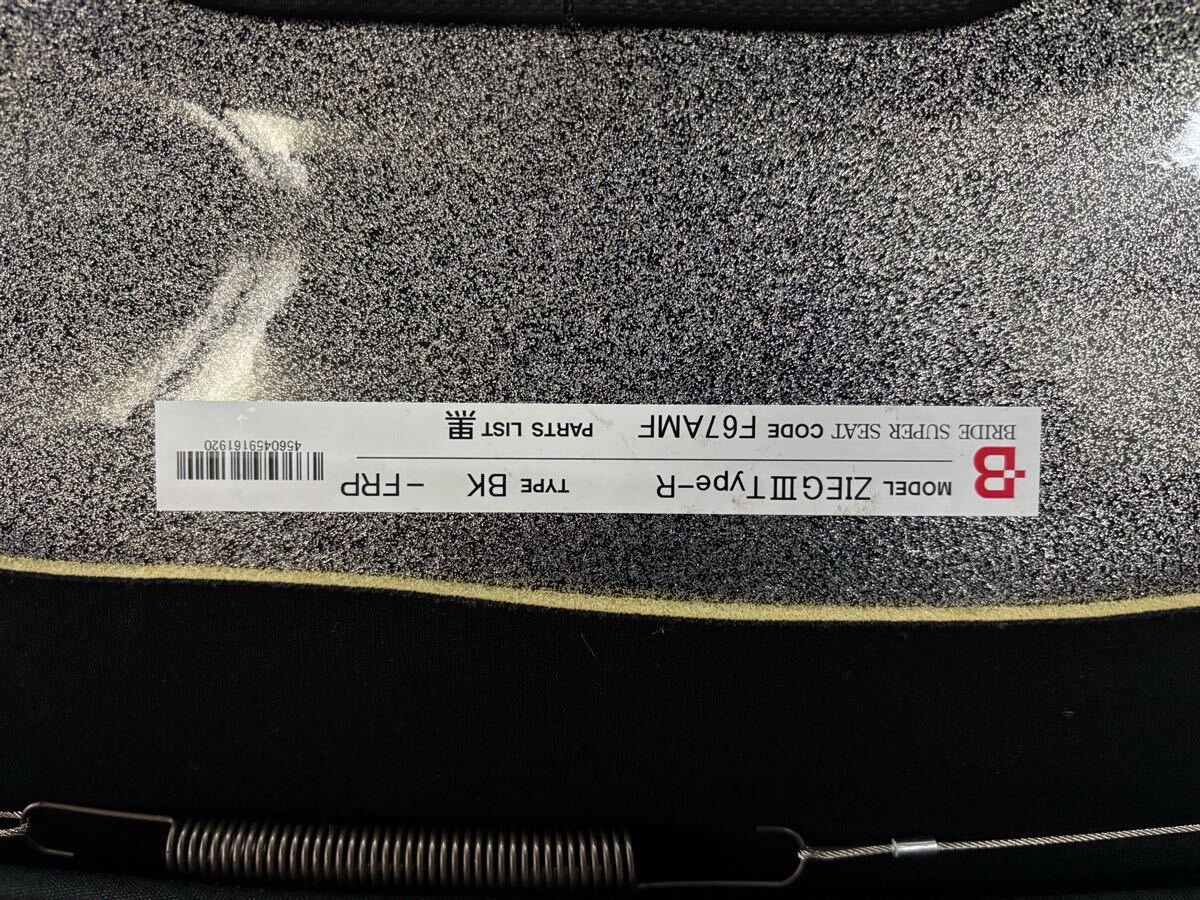 MODEL ZIEGⅢType-R TYPE BK -FRP
BRIDE SUPER SEAT CODE F67AMF PARTS LIST 黒
4560459161920